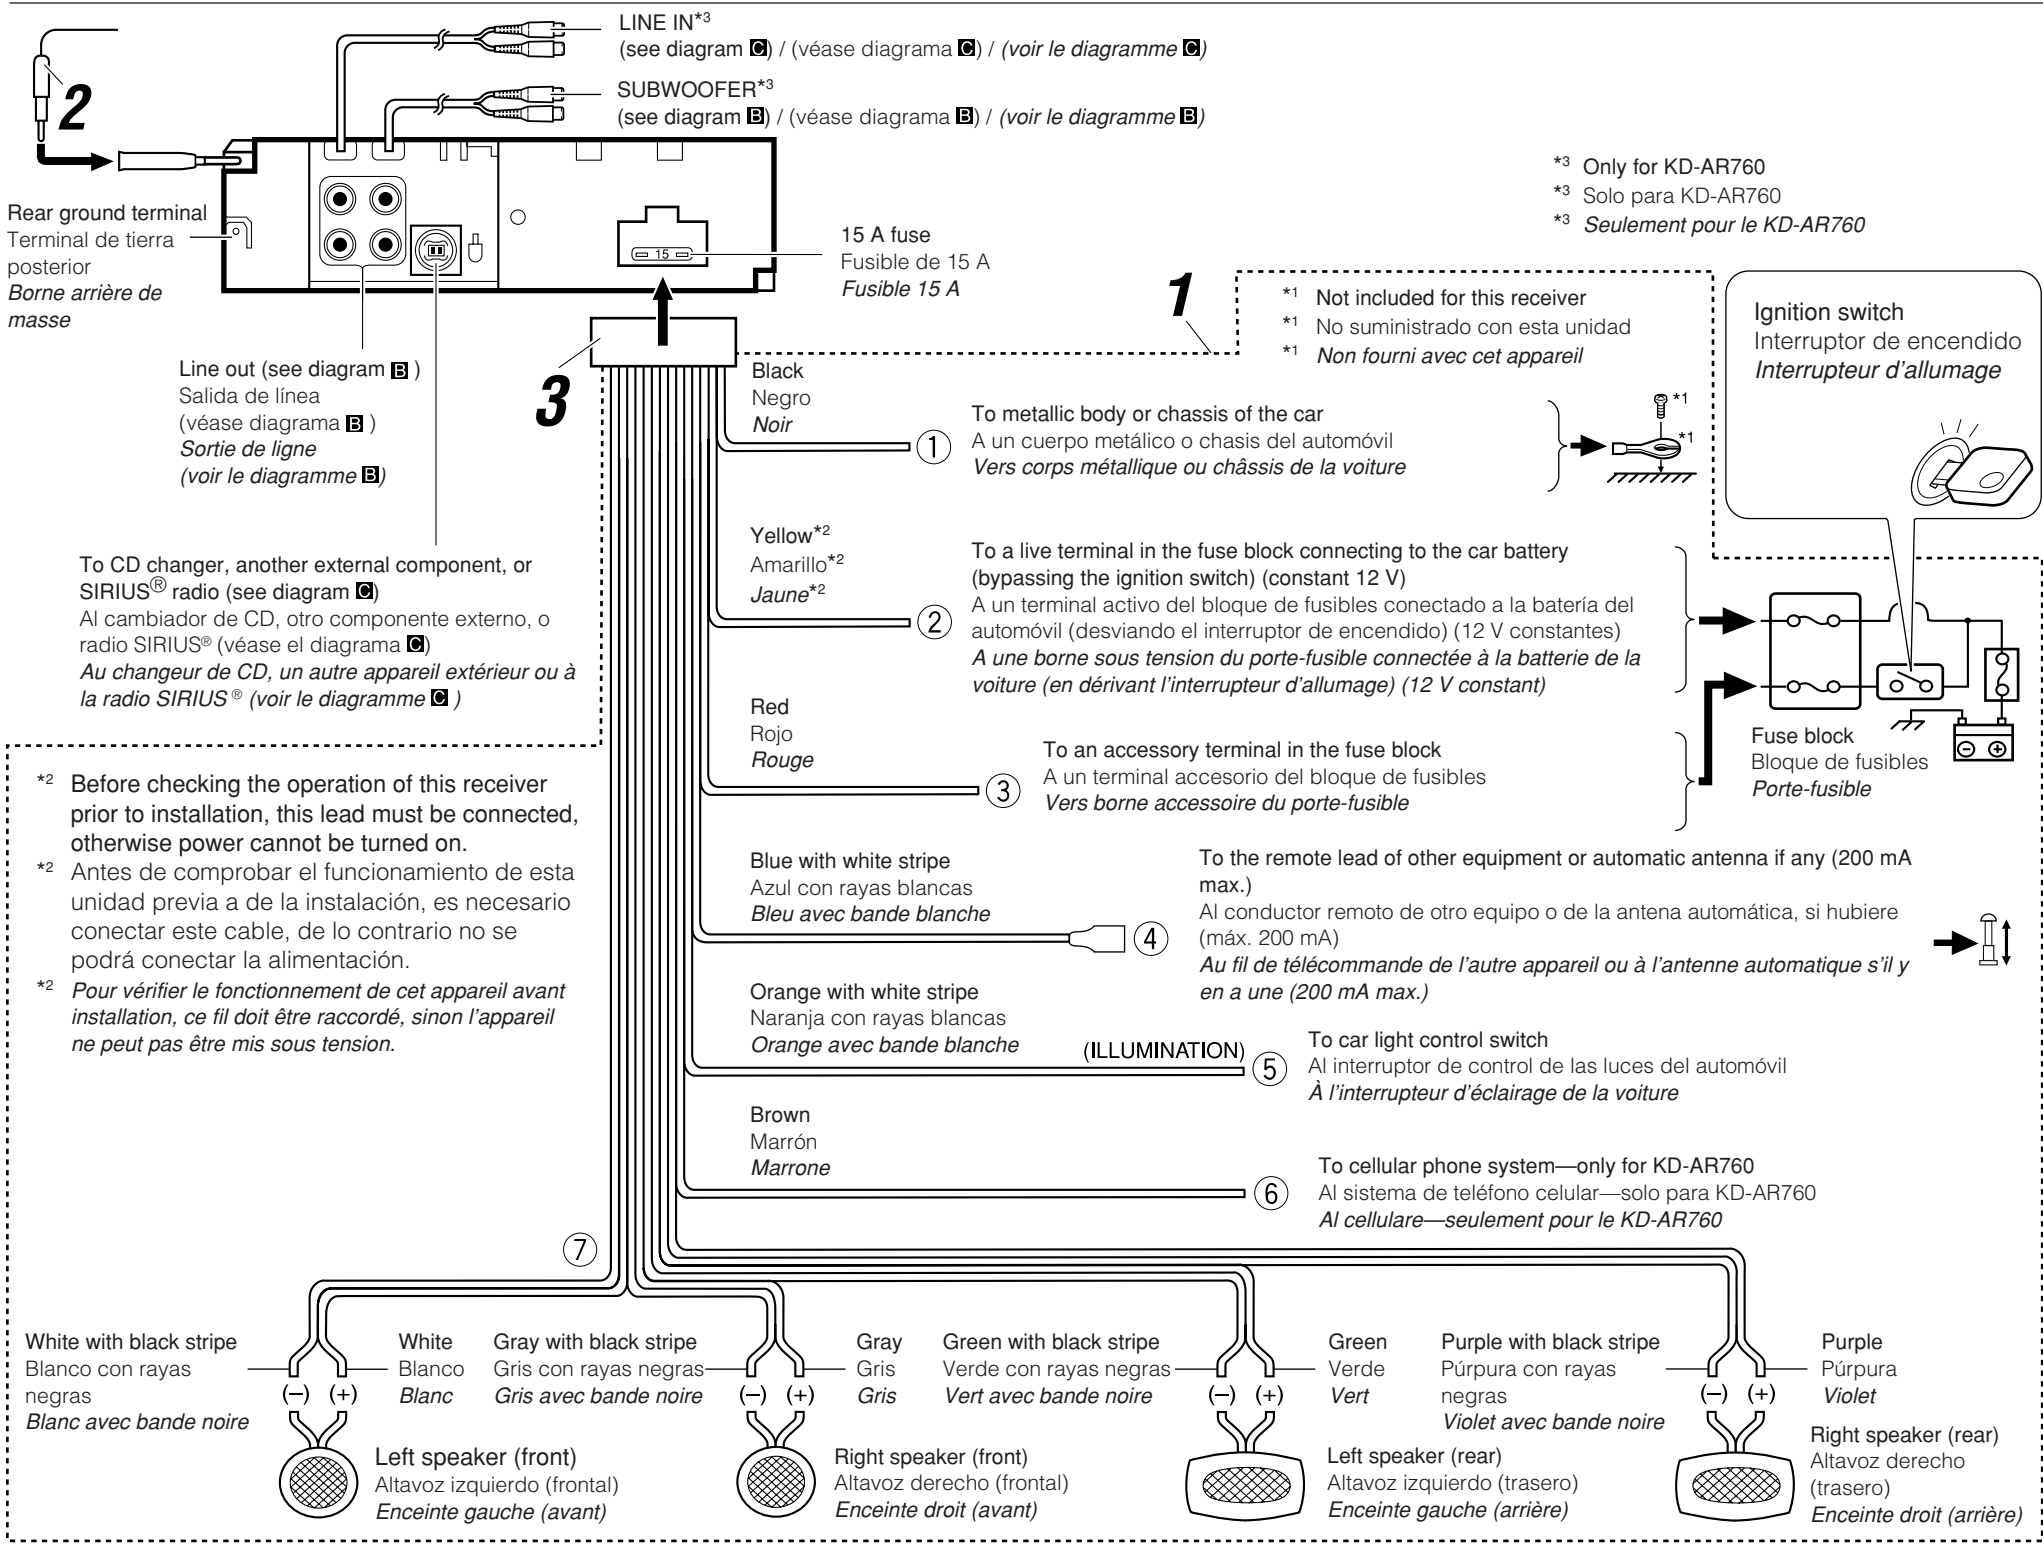 LINE IN*3
(see diagram C) / (véase diagrama C) / (voir le diagramme C)
SUBWOOFER*3
(see diagram B) / (véase diagrama B) / (voir le diagramme B)
2
*3 Only for KD-AR760
*3 Solo para KD-AR760
*3 Seulement pour le KD-AR760
Rear ground terminal
Terminal de tierra
posterior
Borne arrière de
masse
15
15 A fuse
Fusible de 15 A
Fusible 15 A
1
*1 Not included for this receiver
*1 No suministrado con esta unidad
*1 Non fourni avec cet appareil
Ignition switch
Interruptor de encendido
Interrupteur d'allumage
Line out (see diagram B )
Salida de línea
(véase diagrama B )
Sortie de ligne
(voir le diagramme B)
3
Black
Negro
Noir
1
To metallic body or chassis of the car
A un cuerpo metálico o chasis del automóvil
Vers corps métallique ou châssis de la voiture
*1
*1
To CD changer, another external component, or
SIRIUS® radio (see diagram C)
Al cambiador de CD, otro componente externo, o
radio SIRIUS® (véase el diagrama C)
Au changeur de CD, un autre appareil extérieur ou à
la radio SIRIUS ® (voir le diagramme C )
Yellow*2
Amarillo*2
Jaune*2
2
To a live terminal in the fuse block connecting to the car battery
(bypassing the ignition switch) (constant 12 V)
A un terminal activo del bloque de fusibles conectado a la batería del
automóvil (desviando el interruptor de encendido) (12 V constantes)
A une borne sous tension du porte-fusible connectée à la batterie de la
voiture (en dérivant l'interrupteur d'allumage) (12 V constant)
Red
Rojo
Rouge
3
To an accessory terminal in the fuse block
A un terminal accesorio del bloque de fusibles
Vers borne accessoire du porte-fusible
Fuse block
Bloque de fusibles
Porte-fusible
*2 Before checking the operation of this receiver
prior to installation, this lead must be connected,
otherwise power cannot be turned on.
*2 Antes de comprobar el funcionamiento de esta
unidad previa a de la instalación, es necesario
conectar este cable, de lo contrario no se
podrá conectar la alimentación.
*2 Pour vérifier le fonctionnement de cet appareil avant
installation, ce fil doit être raccordé, sinon l'appareil
ne peut pas être mis sous tension.
Blue with white stripe
Azul con rayas blancas
Bleu avec bande blanche
4
To the remote lead of other equipment or automatic antenna if any (200 mA
max.)
Al conductor remoto de otro equipo o de la antena automática, si hubiere
(máx. 200 mA)
Au fil de télécommande de l'autre appareil ou à l'antenne automatique s'il y
en a une (200 mA max.)
Orange with white stripe
Naranja con rayas blancas
Orange avec bande blanche
(ILLUMINATION)
5
To car light control switch
Al interruptor de control de las luces del automóvil
À l'interrupteur d'éclairage de la voiture
Brown
Marrón
Marrone
6
To cellular phone system—only for KD-AR760
Al sistema de teléfono celular—solo para KD-AR760
Al cellulare—seulement pour le KD-AR760
7
White with black stripe
Blanco con rayas
negras
Blanc avec bande noire
(–) (+)
White
Blanco
Blanc
Left speaker (front)
Altavoz izquierdo (frontal)
Enceinte gauche (avant)
Gray with black stripe
Gris con rayas negras
Gris avec bande noire
(–) (+)
Gray
Gris
Gris
Right speaker (front)
Altavoz derecho (frontal)
Enceinte droit (avant)
Green with black stripe
Verde con rayas negras
Vert avec bande noire
(–) (+)
Green
Verde
Vert
Left speaker (rear)
Altavoz izquierdo (trasero)
Enceinte gauche (arrière)
Purple with black stripe
Púrpura con rayas
negras
Violet avec bande noire
(–) (+)
Purple
Púrpura
Violet
Right speaker (rear)
Altavoz derecho
(trasero)
Enceinte droit (arrière)